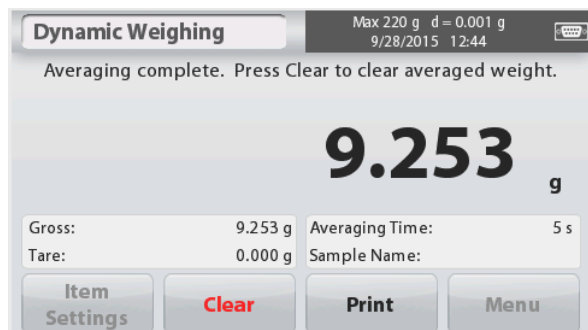 Dynamic Weighing
Max 220 g d=0.001 g
9/28/2015 12:44
Averaging complete. Press Clear to clear averaged weight.
9.253 g
Gross: 9.253 g
Tare: 0.000 g
Averaging Time: 5 s
Sample Name:
Item
Settings
Clear
Print
Menu